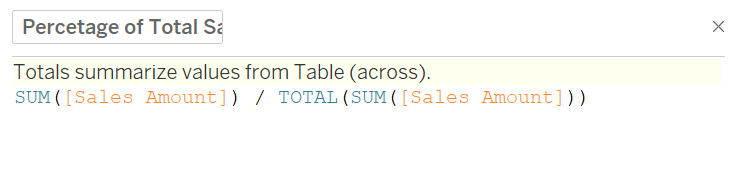 Percetage of Total Sa
Totals summarize values from Table (across).
SUM([Sales Amount]) / TOTAL(SUM([Sales Amount]))